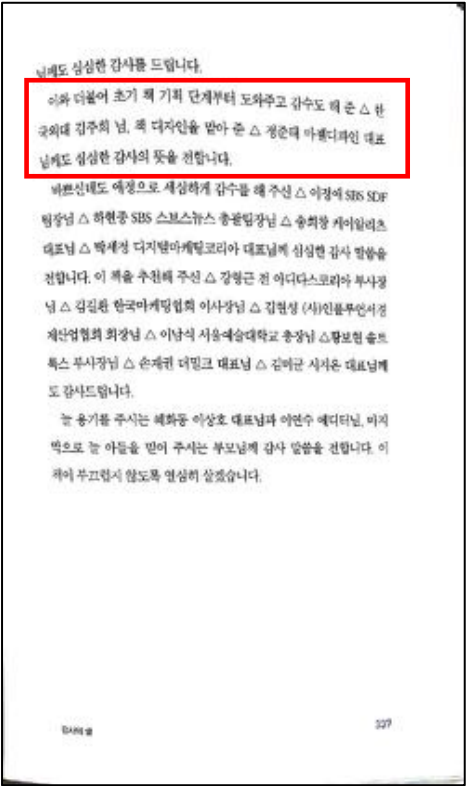 님께도 심심한 감사를 드립니다.
이와 더불어 초기 책 기획 단계부터 도와주고 감수도 해 준 △ 한
국외대 김주희 님, 책 디자인을 맡아 준 △ 정준태 마젤디파인 대표
님께도 심심한 감사의 뜻을 전합니다.
바쁘신데도 애정으로 세심하게 감수를 해 주신 △ 이정애 SBS SDF
팀장님 △ 하현종 SBS 스브스뉴스 총괄팀장님 △ 송희창 케이알리츠
대표님 △ 박세정 디지털마케팅코리아 대표님께 심심한 감사 말씀을
전합니다. 이 책을 추천해 주신 △ 강형근 전 아디다스코리아 부사장
님 △ 김길환 한국마케팅협회 이사장님 △ 김현성 (사)인플루언서경
제산업협회 회장님 △ 이남식 서울예술대학교 총장님 △황보현 솔트
룩스 부사장님 △ 손재권 더밀크 대표님 △ 김미균 시지온 대표님께
도 감사드립니다.
늘 용기를 주시는 혜화동 이상호 대표님과 이연수 에디터님, 마지
막으로 늘 아들을 믿어 주시는 부모님께 감사 말씀을 전합니다. 이
책이 부끄럽지 않도록 열심히 살겠습니다.
감사의 글